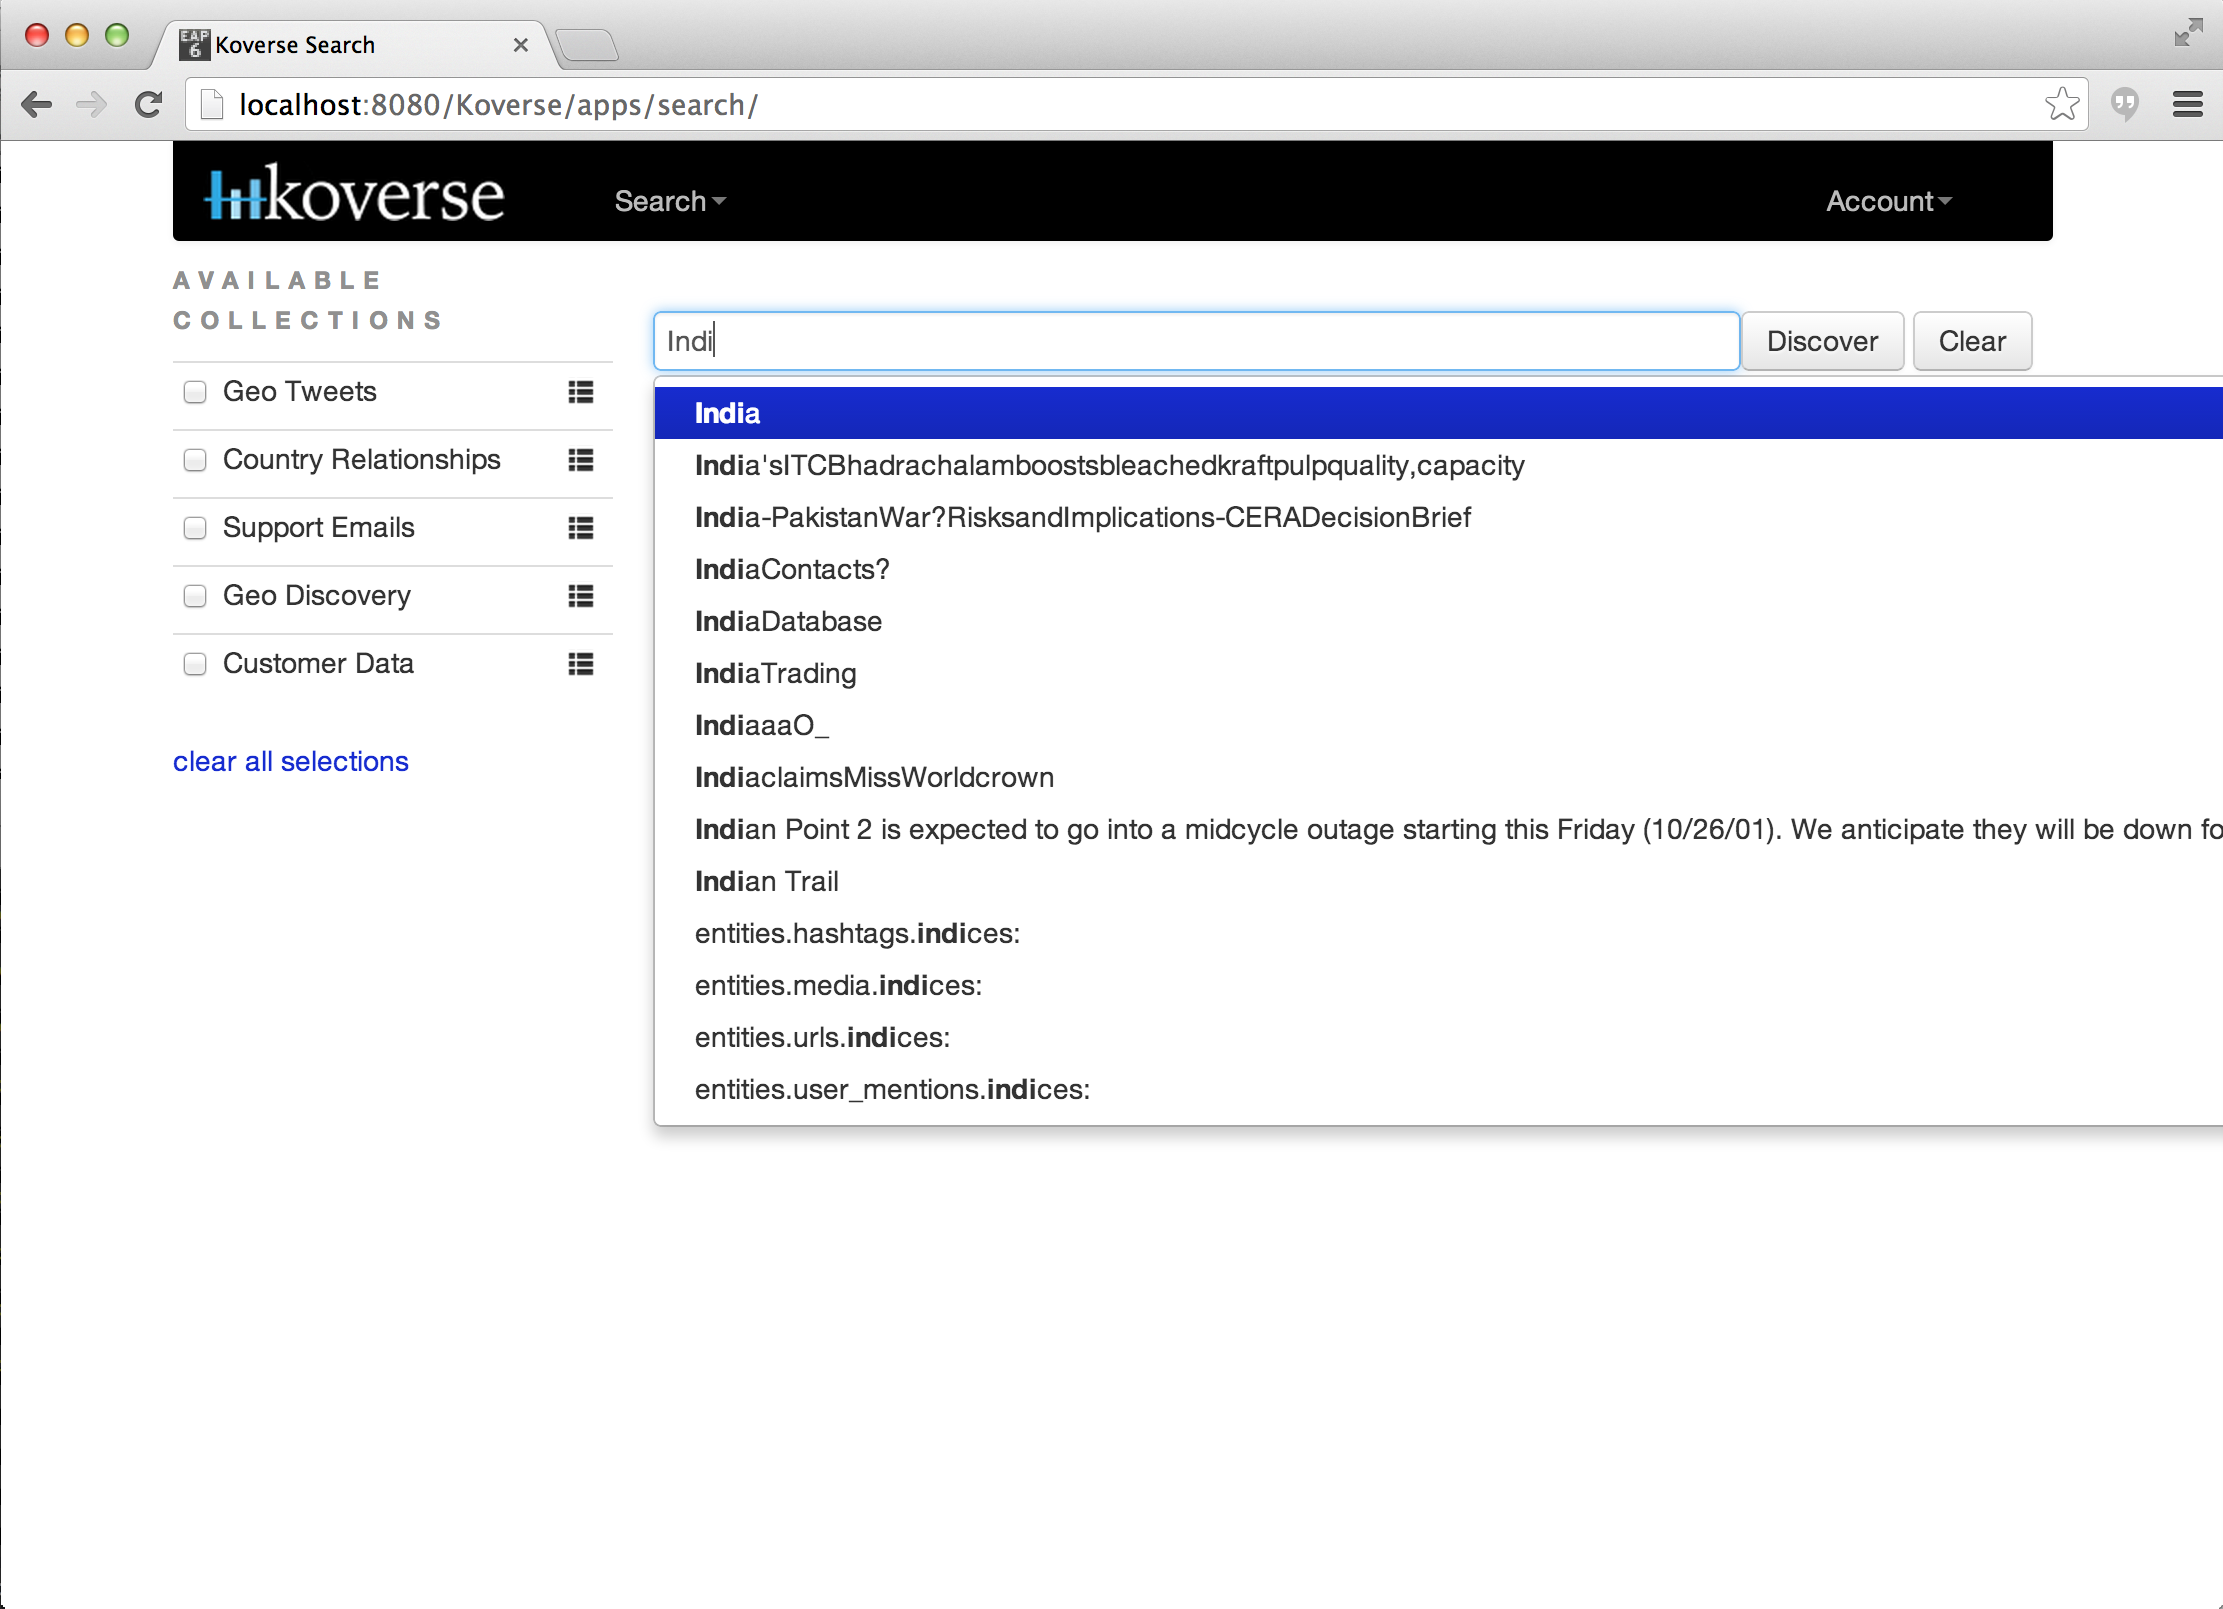 EAP
6
Koverse Search
localhost:8080/Koverse/apps/search/
koverse
Search
Account
AVAILABLE
COLLECTIONS
Geo Tweets
Country Relationships
Support Emails
Geo Discovery
Customer Data
clear all selections
Indi
Discover
Clear
India
India'sITCBhadrachalamboostsbleachedkraftpulpquality,capacity
India-PakistanWar?RisksandImplications-CERADecisionBrief
IndiaContacts?
IndiaDatabase
IndiaTrading
IndiaaaO_
IndiaclaimsMissWorldcrown
Indian Point 2 is expected to go into a midcycle outage starting this Friday (10/26/01). We anticipate they will be down fo
Indian Trail
entities.hashtags.indices:
entities.media.indices:
entities.urls.indices:
entities.user_mentions.indices: